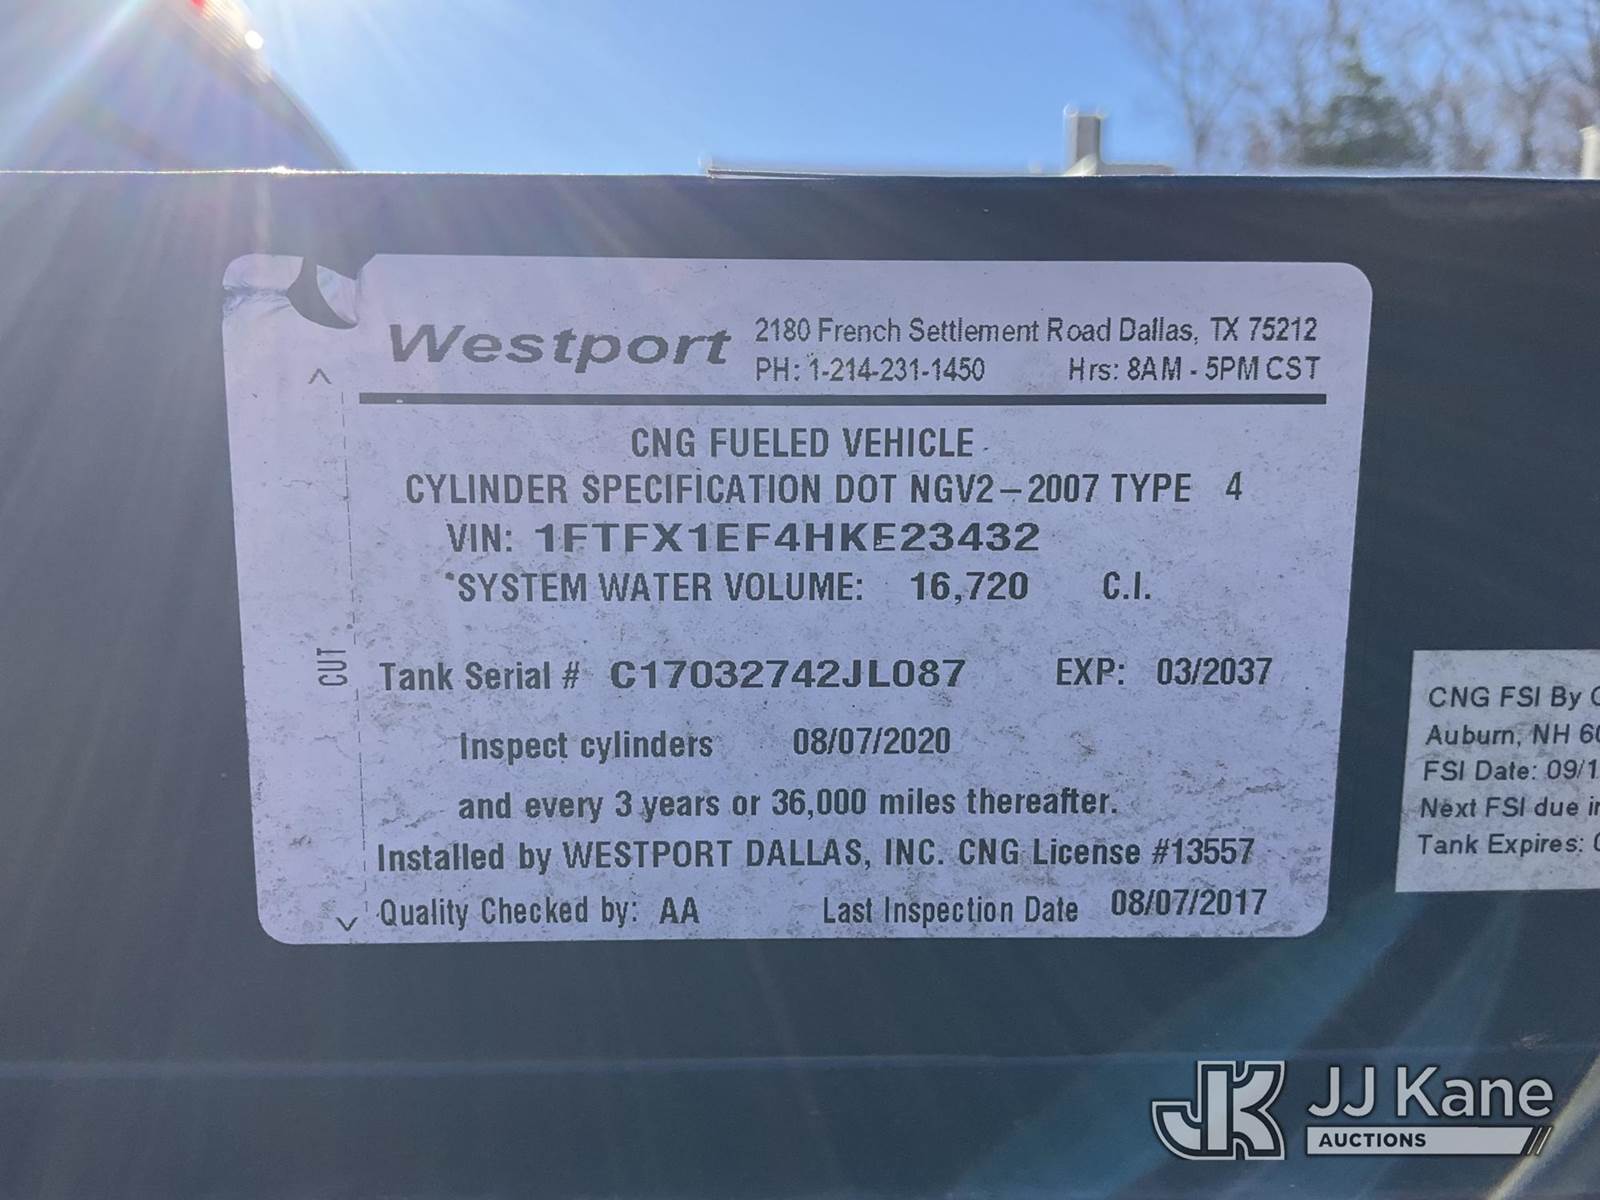 Westport
2180 French Settlement Road Dallas, TX 75212
PH: 1-214-231-1450 Hrs: 8AM - 5PM CST
CNG FUELED VEHICLE
CYLINDER SPECIFICATION DOT NGV2-2007 TYPE 4
VIN: 1FTFX1EF4HKE23432
*SYSTEM WATER VOLUME: 16,720 C.I.
CUT
Tank Serial # C17032742JL087 EXP: 03/2037
Inspect cylinders 08/07/2020
and every 3 years or 36,000 miles thereafter.
Installed by WESTPORT DALLAS, INC. CNG License #13557
Quality Checked by: AA Last Inspection Date 08/07/2017
CNG FSI By
Auburn, NH
FSI Date: 09/1
Next FSI due
Tank Expires:
JK JJ Kane
AUCTIONS